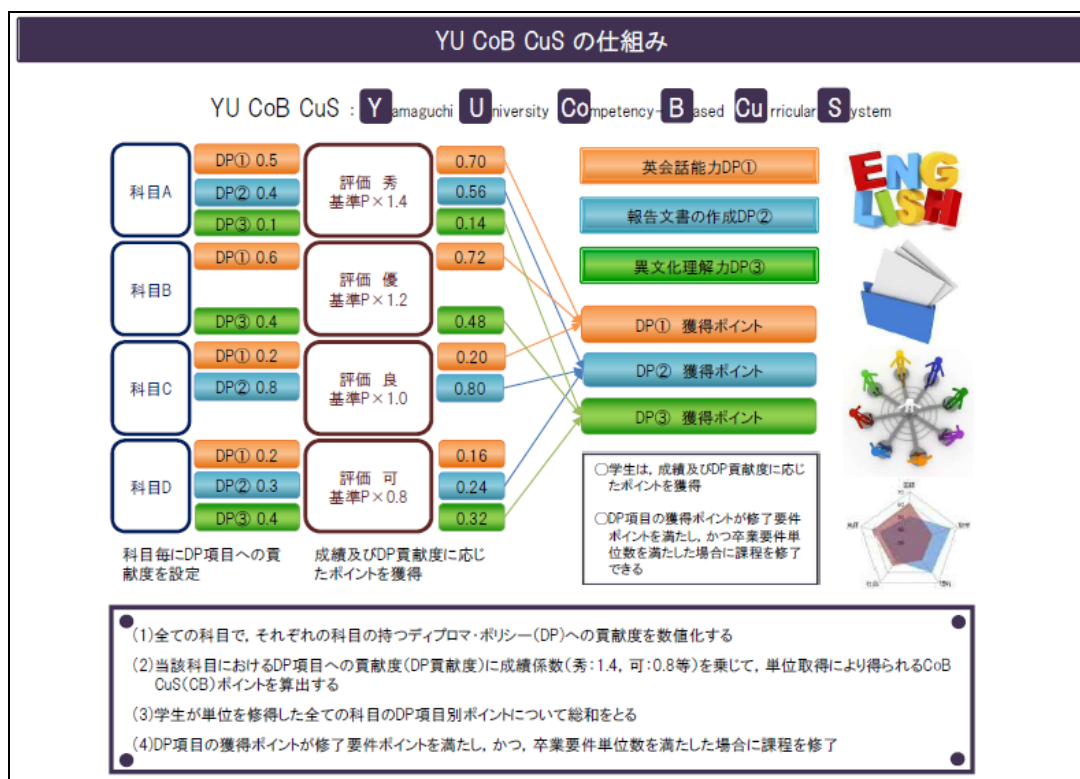 YU CoB CuS の仕組み
YU CoB CuS : Yamaguchi University Competency-Based Curricular System
科目A
DP① 0.5
DP② 0.4
DP③ 0.1
評価 秀
基準P×1.4
0.70
0.56
0.14
科目B
DP① 0.6
DP③ 0.4
評価 優
基準P×1.2
0.72
0.48
科目C
DP① 0.2
DP② 0.8
評価 良
基準P×1.0
0.20
0.80
科目D
DP① 0.2
DP② 0.3
DP③ 0.4
評価 可
基準P×0.8
0.16
0.24
0.32
科目毎にDP項目への貢
献度を設定
成績及びDP貢献度に応じ
たポイントを獲得
英会話能力DP①
報告文書の作成DP②
異文化理解力DP③
DP① 獲得ポイント
DP② 獲得ポイント
DP③ 獲得ポイント
ENG
LISH
○学生は，成績及びDP貢献度に応じ
たポイントを獲得
○DP項目の獲得ポイントが修了要件
ポイントを満たし，かつ卒業要件単
位数を満たした場合に課程を修了
できる
(1)全ての科目で，それぞれの科目の持つディプロマ・ポリシー(DP)への貢献度を数値化する
(2)当該科目におけるDP項目への貢献度(DP貢献度)に成績係数(秀:1.4，可:0.8等)を乗じて，単位取得により得られるCoB
CuS(CB)ポイントを算出する
(3)学生が単位を修得した全ての科目のDP項目別ポイントについて総和をとる
(4)DP項目の獲得ポイントが修了要件ポイントを満たし，かつ，卒業要件単位数を満たした場合に課程を修了